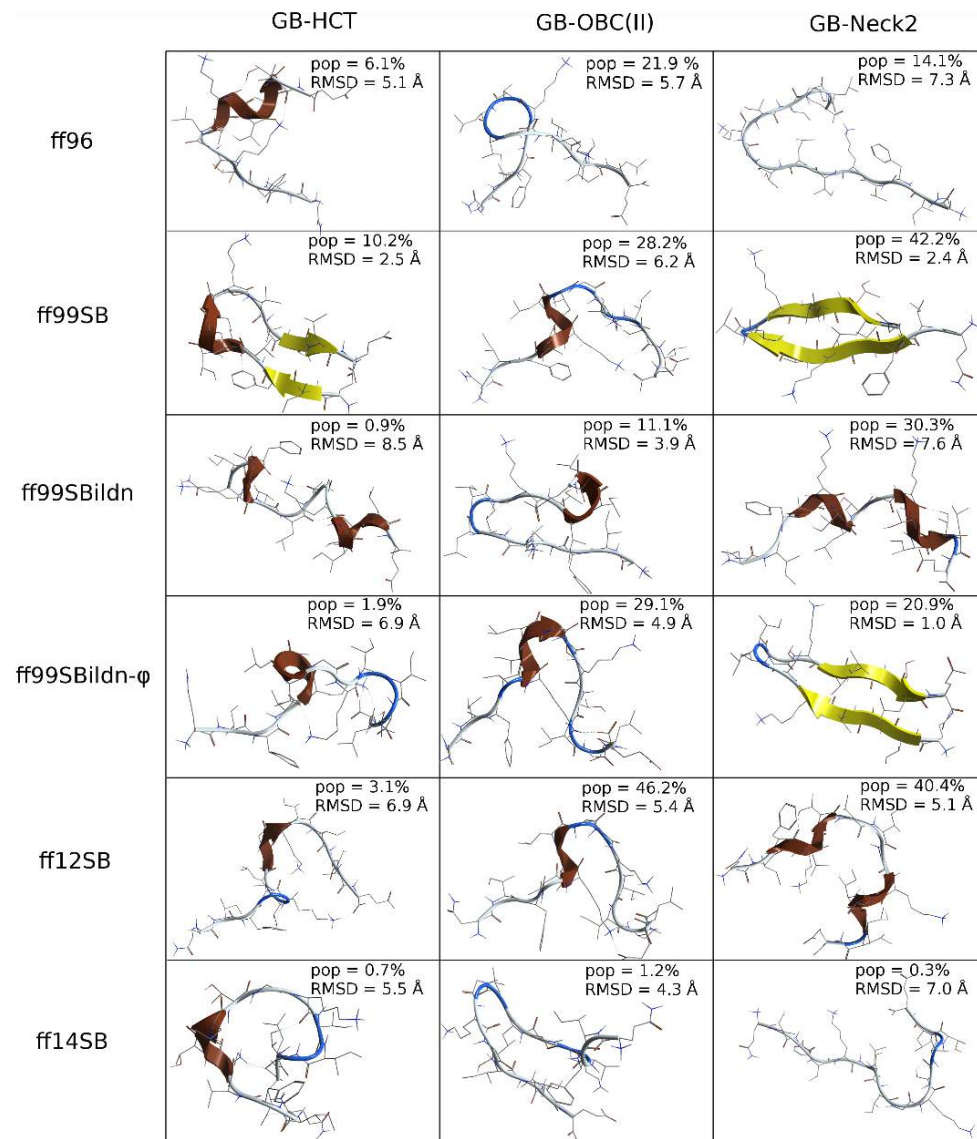 GB-HCT GB-OBC(II) GB-Neck2
ff96
pop = 6.1%
RMSD = 5.1 Å
pop = 21.9 %
RMSD = 5.7 Å
pop = 14.1%
RMSD = 7.3 Å
ff99SB
pop = 10.2%
RMSD = 2.5 Å
pop = 28.2%
RMSD = 6.2 Å
pop = 42.2%
RMSD = 2.4 Å
ff99SBildn
pop = 0.9%
RMSD = 8.5 Å
pop = 11.1%
RMSD = 3.9 Å
pop = 30.3%
RMSD = 7.6 Å
ff99SBildn-φ
pop = 1.9%
RMSD = 6.9 Å
pop = 29.1%
RMSD = 4.9 Å
pop = 20.9%
RMSD = 1.0 Å
ff12SB
pop = 3.1%
RMSD = 6.9 Å
pop = 46.2%
RMSD = 5.4 Å
pop = 40.4%
RMSD = 5.1 Å
ff14SB
pop = 0.7%
RMSD = 5.5 Å
pop = 1.2%
RMSD = 4.3 Å
pop = 0.3%
RMSD = 7.0 Å